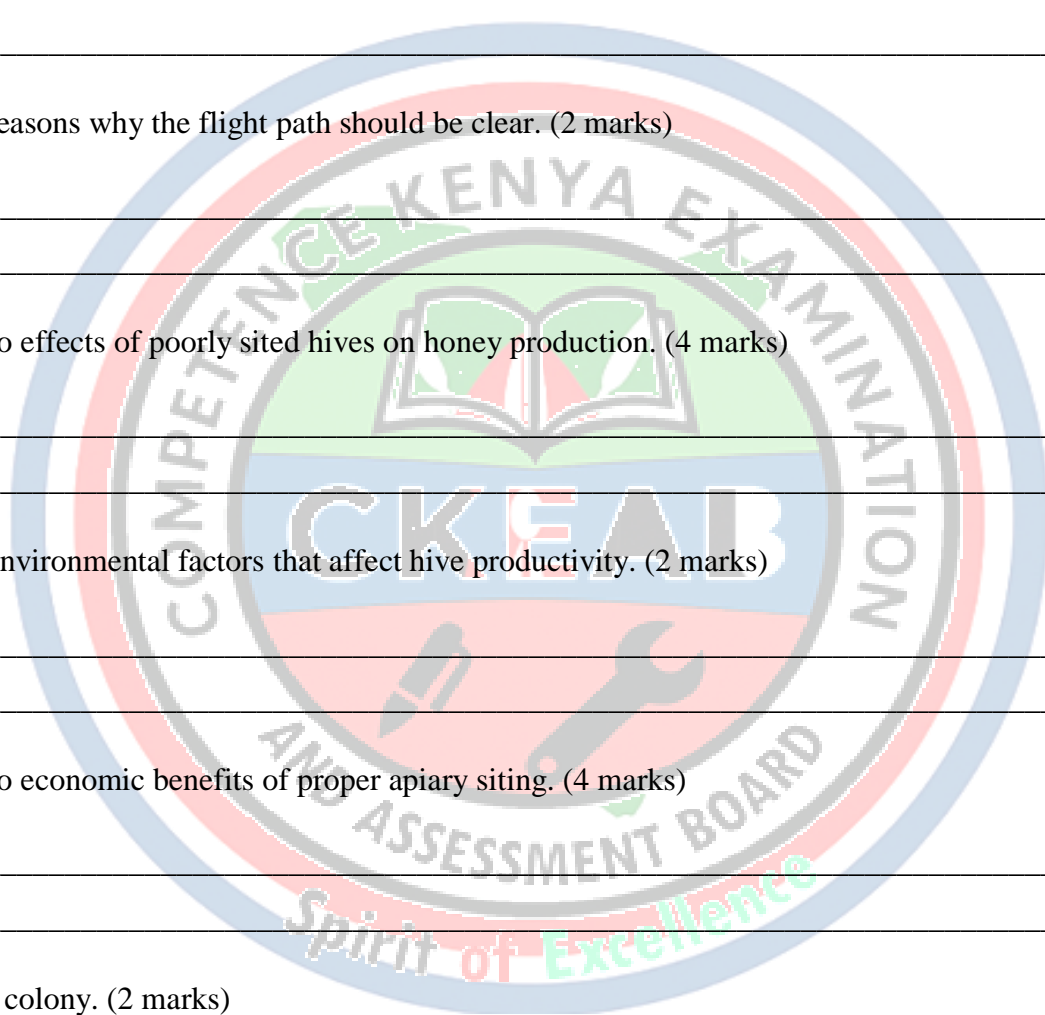 easons why the flight path should be clear. (2 marks)
o effects of poorly sited hives on honey production. (4 marks)
nvironmental factors that affect hive productivity. (2 marks)
o economic benefits of proper apiary siting. (4 marks)
colony. (2 marks)
COMPETENCE KENYA EXAMINATION
AND ASSESSMENT BOARD
CKEAB
Spirit of Excellence